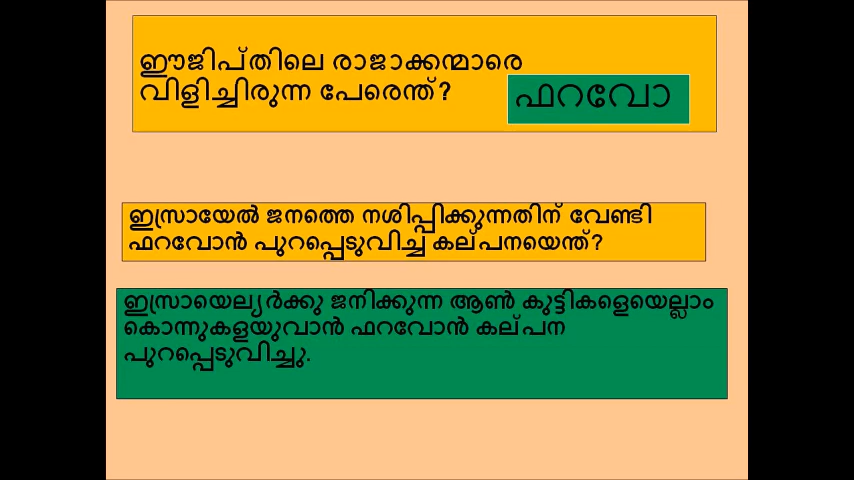 ഈജിപ്തിലെ രാജാക്കന്മാരെ
വിളിച്ചിരുന്ന പേരെന്ത്?
ഫറവോ
ഇസ്രായേൽ ജനത്തെ നശിപ്പിക്കുന്നതിന് വേണ്ടി
ഫറവോൻ പുറപ്പെടുവിച്ച കല്പനയെന്ത്?
ഇസ്രായെല്യർക്കു ജനിക്കുന്ന ആൺ കുട്ടികളെയെല്ലാം
കൊന്നുകളയുവാൻ ഫറവോൻ കല്പന
പുറപ്പെടുവിച്ചു.